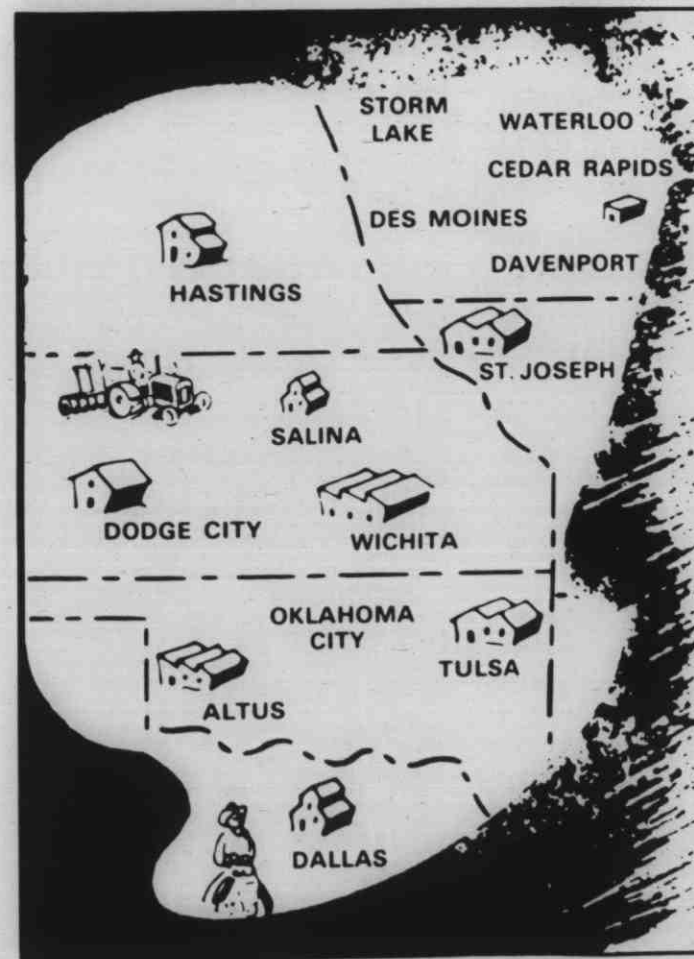 STORM
LAKE
WATERLOO
CEDAR RAPIDS
DES MOINES
DAVENPORT
HASTINGS
ST. JOSEPH
SALINA
DODGE CITY
WICHITA
OKLAHOMA
CITY
TULSA
ALTUS
DALLAS